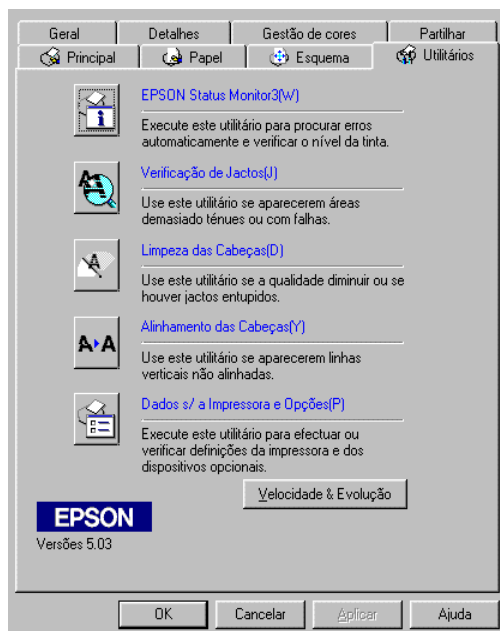 Geral Detalhes Gestão de cores Partilhar
Principal Papel Esquema Utilitários
EPSON Status Monitor3(W)
Execute este utilitário para procurar erros
automaticamente e verificar o nível da tinta.
Verificação de Jactos(J)
Use este utilitário se aparecerem áreas
demasiado ténues ou com falhas.
Limpeza das Cabeças(D)
Use este utilitário se a qualidade diminuir ou se
houver jactos entupidos.
Alinhamento das Cabeças(Y)
Use este utilitário se aparecerem linhas
verticais não alinhadas.
Dados s/ a Impressora e Opções(P)
Execute este utilitário para efectuar ou
verificar definições da impressora e dos
dispositivos opcionais.
Velocidade & Evolução
EPSON
Versões 5.03
OK Cancelar Aplicar Ajuda